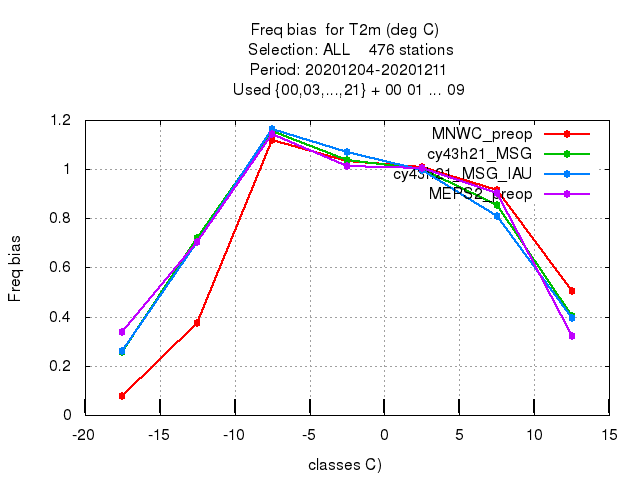 Freq bias  for T2m (deg C)
Selection: ALL    476 stations
Period: 20201204-20201211
Used {00,03,...,21} + 00 01 ... 09
MNWC_preop
cy43h21_MSG
cy43h21_MSG_IAU
MEPS2_preop
Freq bias
1.2
1
0.8
0.6
0.4
0.2
0
-20 -15 -10 -5 0 5 10 15
classes C)